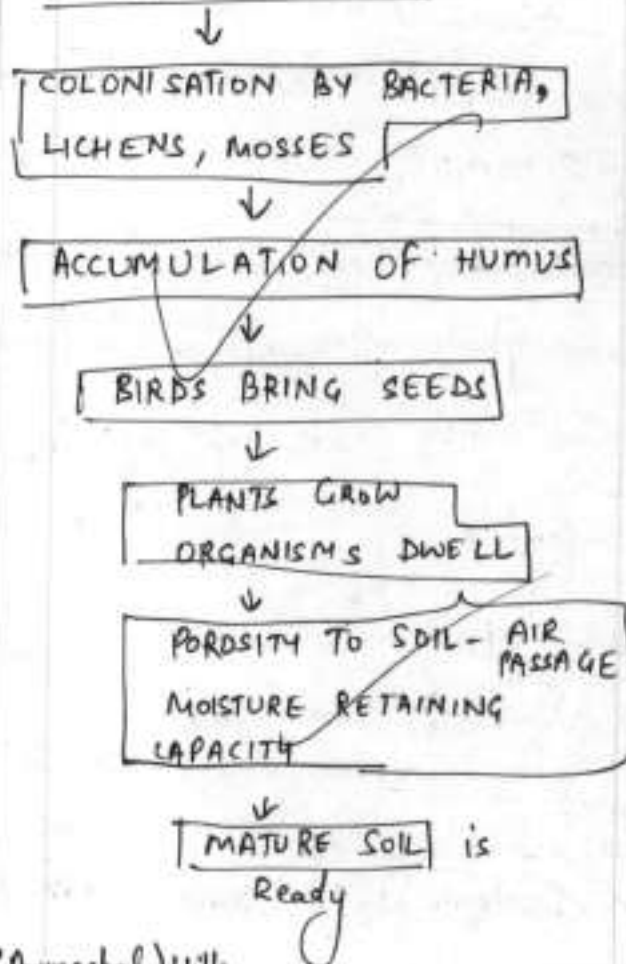 ↓
COLONISATION BY BACTERIA,
LICHENS, MOSSES
↓
ACCUMULATION OF HUMUS
↓
BIRDS BRING SEEDS
↓
PLANTS GROW
ORGANISMS DWELL
↓
POROSITY TO SOIL - AIR
PASSAGE
MOISTURE RETAINING
CAPACITY
↓
MATURE SOIL is
Ready